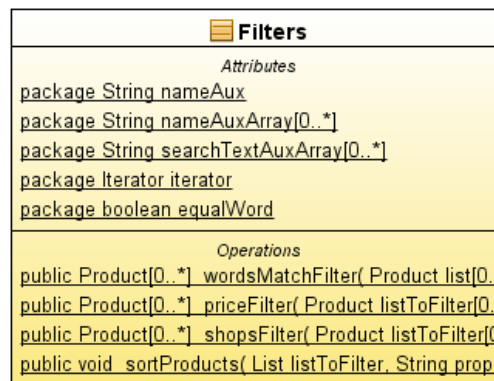 Filters
Attributes
package String nameAux
package String nameAuxArray[0..*]
package String searchTextAuxArray[0..*]
package Iterator iterator
package boolean equalWord
Operations
public Product[0..*] wordsMatchFilter( Product list[0..
public Product[0..*] priceFilter( Product listToFilter[0..
public Product[0..*] shopsFilter( Product listToFilter[0
public void sortProducts( List listToFilter, String prop